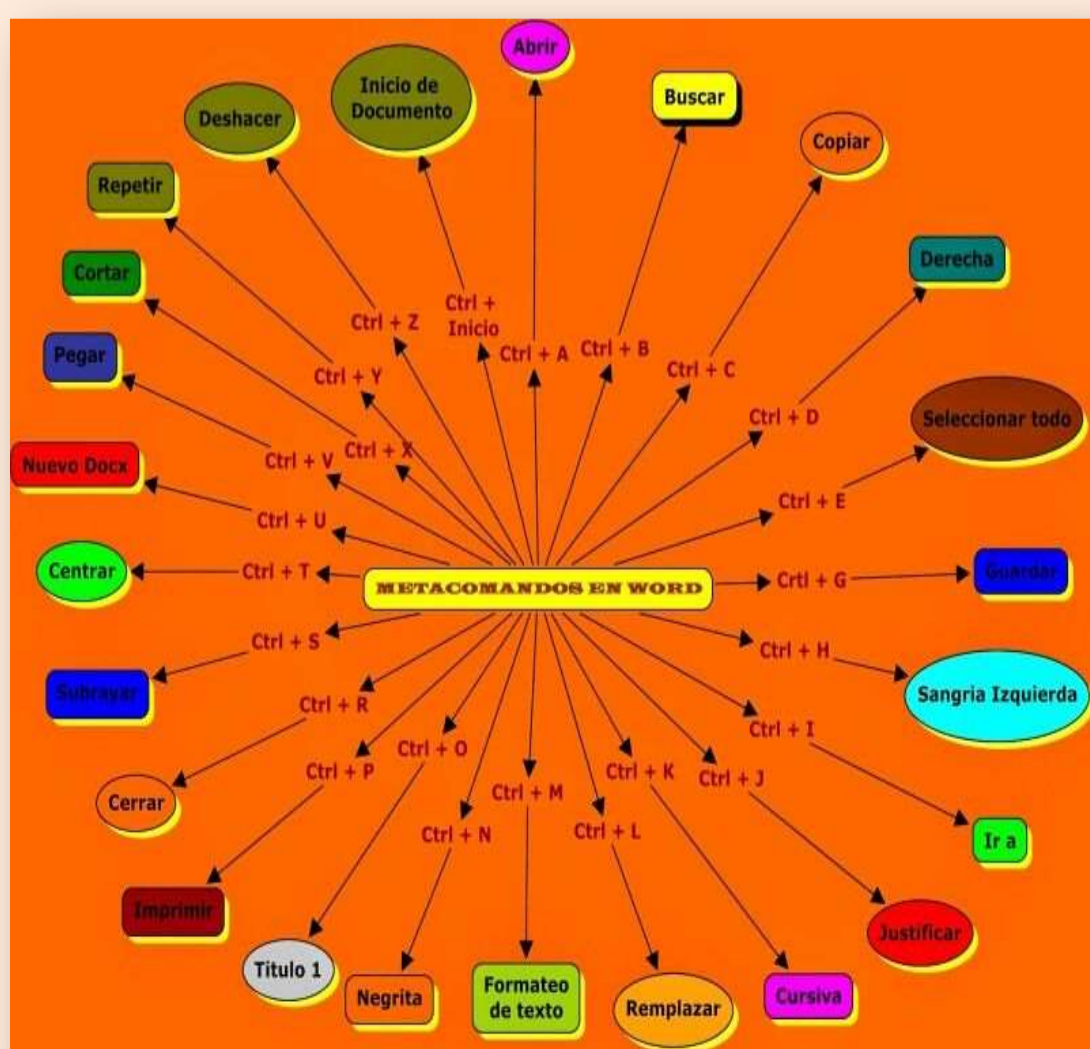 Abrir
Inicio de
Documento
Deshacer
Buscar
Copiar
Repetir
Derecha
Cortar
Ctrl +
Inicio
Ctrl + Z
Ctrl + A
Ctrl + B
Pegar
Ctrl + Y
Ctrl + C
Ctrl + D
Seleccionar todo
Nuevo Docx
Ctrl + V
Ctrl + X
Ctrl + E
Ctrl + U
Centrar
Ctrl + T
METACOMANDOS EN WORD
Crtl + G
Guardar
Ctrl + S
Ctrl + H
Subrayar
Sangria Izquierda
Ctrl + R
Ctrl + I
Ctrl + O
Ctrl + P
Ctrl + K
Ctrl + J
Cerrar
Ctrl + M
Ctrl + N
Ctrl + L
Ir a
Imprimir
Justificar
Titulo 1
Negrita
Formateo
de texto
Remplazar
Cursiva